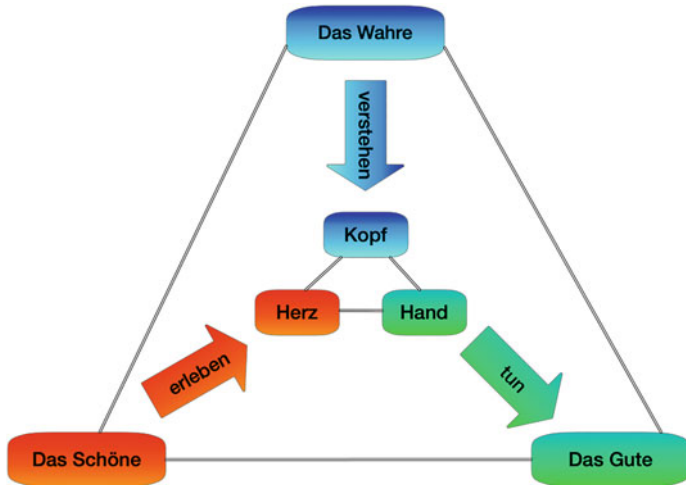 Das Wahre
verstehen
Kopf
Herz
Hand
erleben
tun
Das Schöne
Das Gute